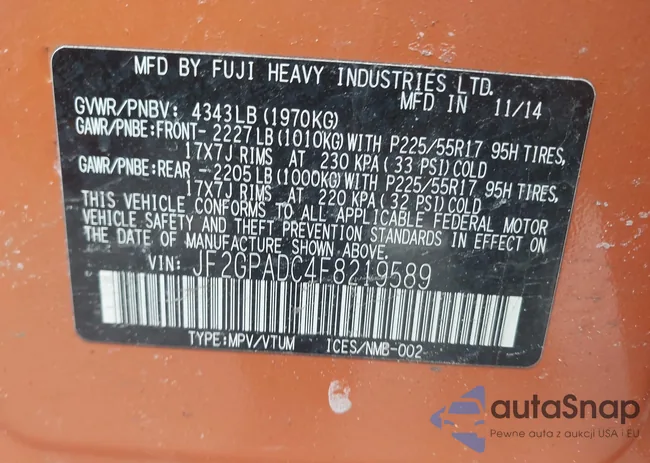 MFD BY FUJI HEAVY INDUSTRIES LTD.
MFD IN 11/14
GVWR/PNBV: 4343LB (1970KG)
GAWR/PNBE:FRONT- 2227LB(1010KG)WITH P225/55R17 95H TIRES,
17X7J RIMS AT 230 KPA (33 PSI)COLD
GAWR/PNBE:REAR -2205LB(1000KG)WITH P225/55R17 95H TIRES,
17X7J RIMS AT 220 KPA (32 PSI)COLD
THIS VEHICLE CONFORMS TO ALL APPLICABLE FEDERAL MOTOR
VEHICLE SAFETY AND THEFT PREVENTION STANDARDS IN EFFECT ON
THE DATE OF MANUFACTURE SHOWN ABOVE.
VIN: JF2GPADC4F8219589
TYPE:MPV/VTUM ICES/NMB-002
autaSnap
Pewne auta z aukcji USA i EU